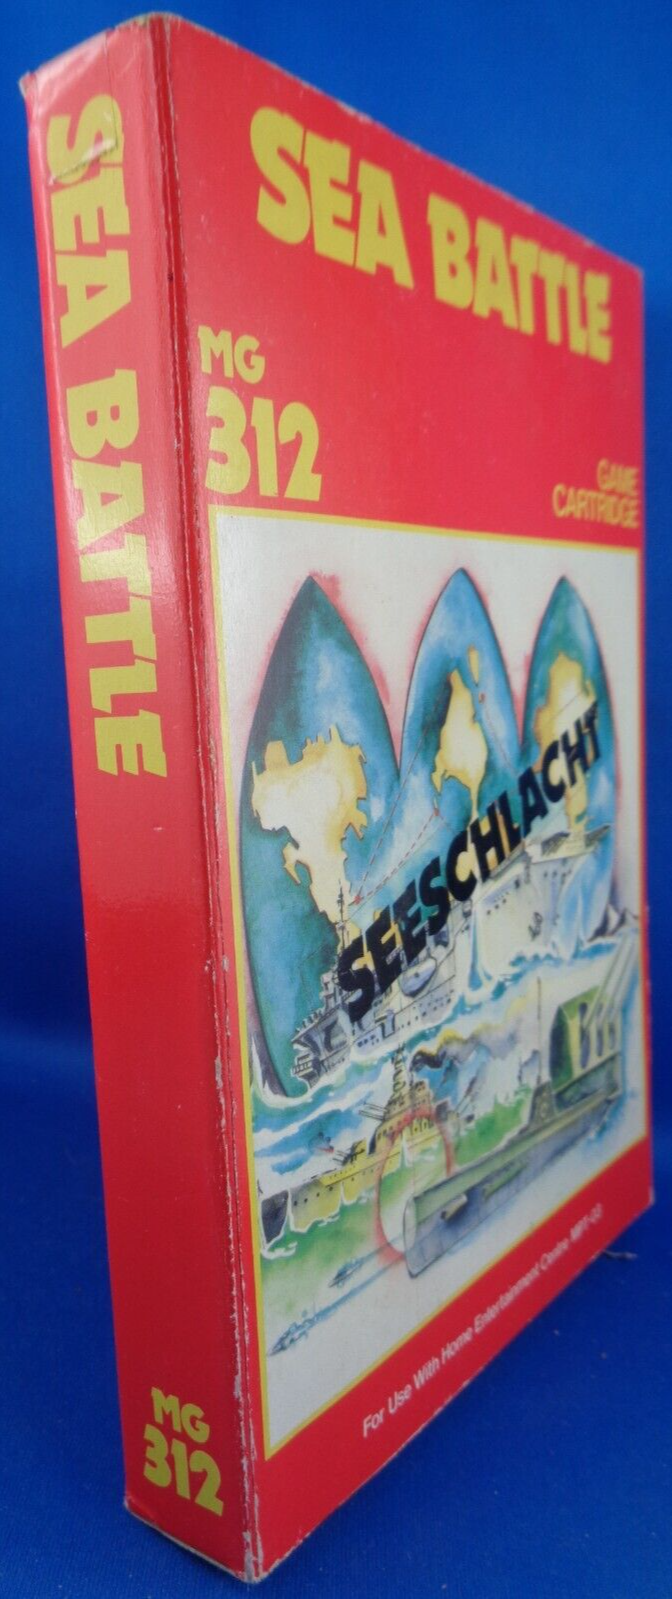 SEA BATTLE
MG
312
SEA BATTLE
MG
312
GAME
CARTRIDGE
SEESCHLACHT
For Use With Home Entertainment Centre MPT-03